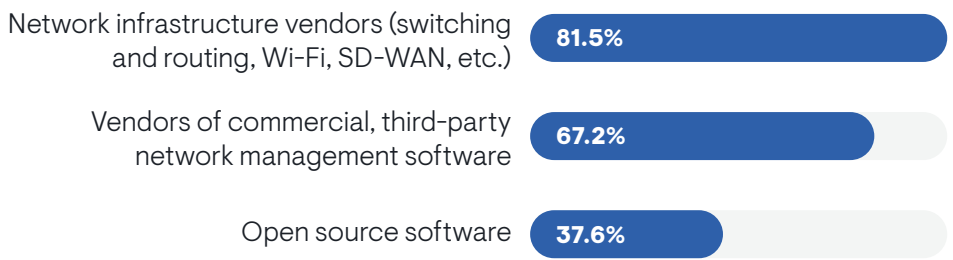 Network infrastructure vendors (switching
and routing, Wi-Fi, SD-WAN, etc.)
81.5%
Vendors of commercial, third-party
network management software
67.2%
Open source software
37.6%